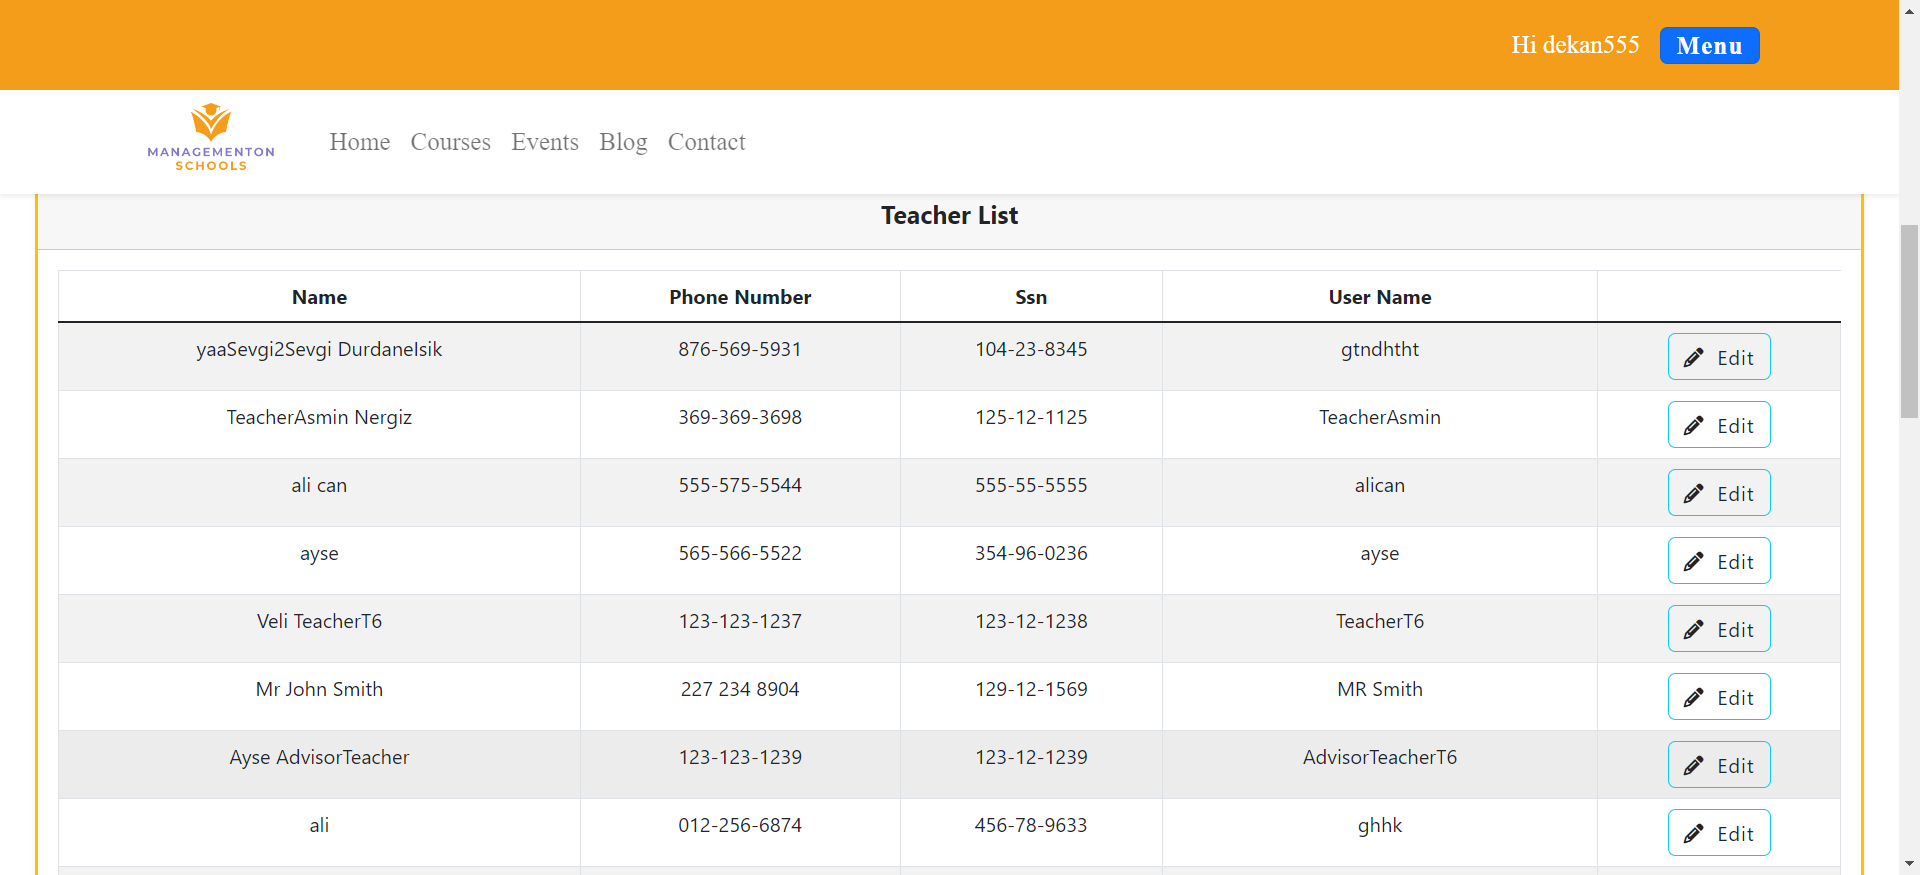 Hi dekan555 Menu
MANAGEMENTON
SCHOOLS
Home Courses Events Blog Contact
Teacher List
Name Phone Number Ssn User Name
yaaSevgi2Sevgi DurdaneIsik 876-569-5931 104-23-8345 gtndhtht Edit
TeacherAsmin Nergiz 369-369-3698 125-12-1125 TeacherAsmin Edit
ali can 555-575-5544 555-55-5555 alican Edit
ayse 565-566-5522 354-96-0236 ayse Edit
Veli TeacherT6 123-123-1237 123-12-1238 TeacherT6 Edit
Mr John Smith 227 234 8904 129-12-1569 MR Smith Edit
Ayse AdvisorTeacher 123-123-1239 123-12-1239 AdvisorTeacherT6 Edit
ali 012-256-6874 456-78-9633 ghhk Edit